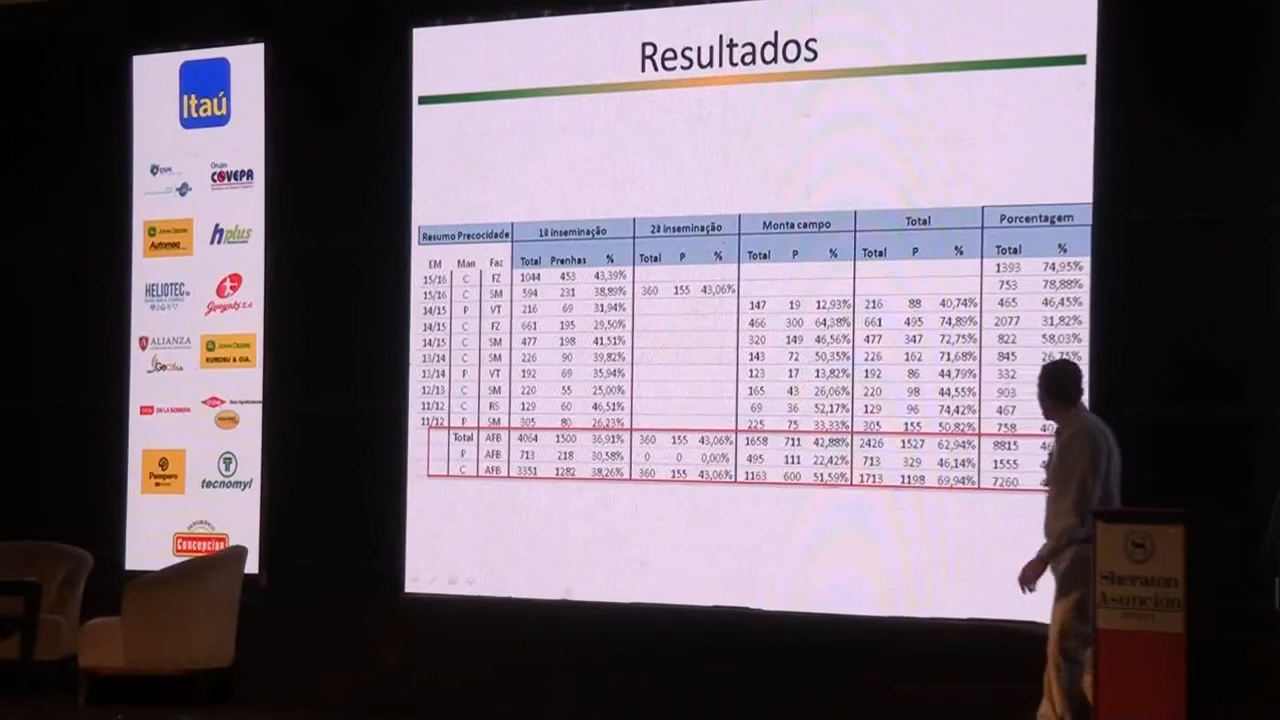 Resultados
Resumo Precocidade 1ª inseminação 2ª inseminação Monta campo Total Porcentagem
EM Man Faz Total Prenhas % Total P % Total P % Total P % Total %
15/16 C FZ 1044 453 43,39% 1393 74,95%
15/16 C SM 594 231 38,89% 360 155 43,06% 753 78,88%
14/15 P VT 216 69 31,94% 147 19 12,93% 216 88 40,74% 465 46,45%
14/15 C FZ 661 195 29,50% 466 300 64,38% 661 495 74,89% 2077 31,82%
14/15 C SM 477 198 41,51% 320 149 46,56% 477 347 72,75% 822 58,03%
13/14 C SM 226 90 39,82% 143 72 50,35% 226 162 71,68% 845 26,75%
13/14 P VT 192 69 35,94% 123 17 13,82% 192 86 44,79% 332
12/13 C SM 220 55 25,00% 165 43 26,06% 220 98 44,55% 903
11/12 C RS 129 60 46,51% 69 36 52,17% 129 96 74,42% 467
11/12 P SM 305 80 26,23% 225 75 33,33% 305 155 50,82% 758
Total AFB 4064 1500 36,91% 360 155 43,06% 1658 711 42,88% 2426 1527 62,94% 8815
P AFB 713 218 30,58% 0 0 0,00% 495 111 22,42% 713 329 46,14% 1555
C AFB 3351 1282 38,26% 360 155 43,06% 1163 600 51,59% 1713 1198 69,94% 7260
Itaú
Grupo
COVEPA
JOHN DEERE
Automaq
hplus
HELIOTEC
ALIANZA
JOHN DEERE
KUROSU & CIA.
DE LA SOBERA
Pampero
tecnomyl
Concepcion
Sheraton
Asuncion